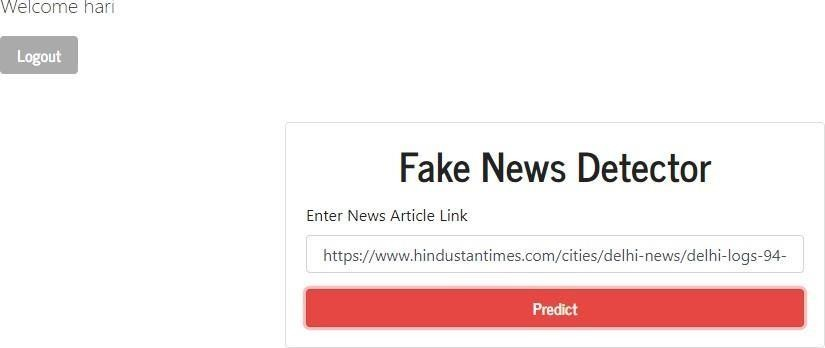 Welcome hari
Logout
Fake News Detector
Enter News Article Link
https://www.hindustantimes.com/cities/delhi-news/delhi-logs-94-
Predict